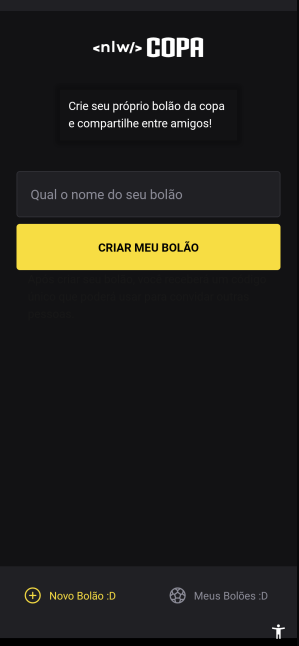 <nlw/> COPA
Crie seu próprio bolão da copa
e compartilhe entre amigos!
Qual o nome do seu bolão
CRIAR MEU BOLÃO
Novo Bolão :D
Meus Bolões :D